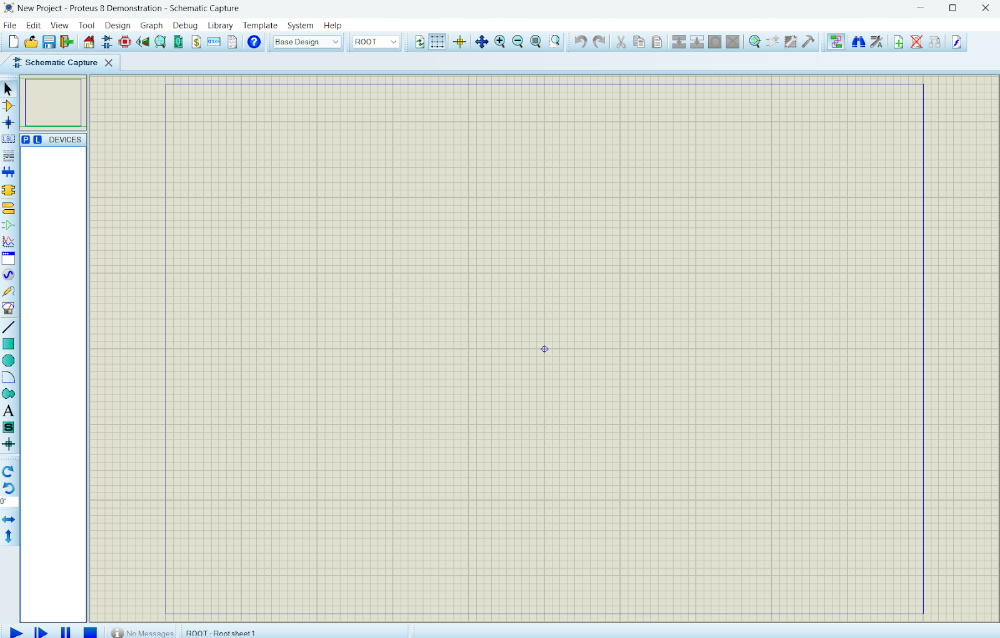 New Project - Proteus 8 Demonstration - Schematic Capture
File Edit View Tool Design Graph Debug Library Template System Help
Base Design ROOT
Schematic Capture
LBL
P L DEVICES
A
S
0°
No Messages ROOT - Root sheet 1